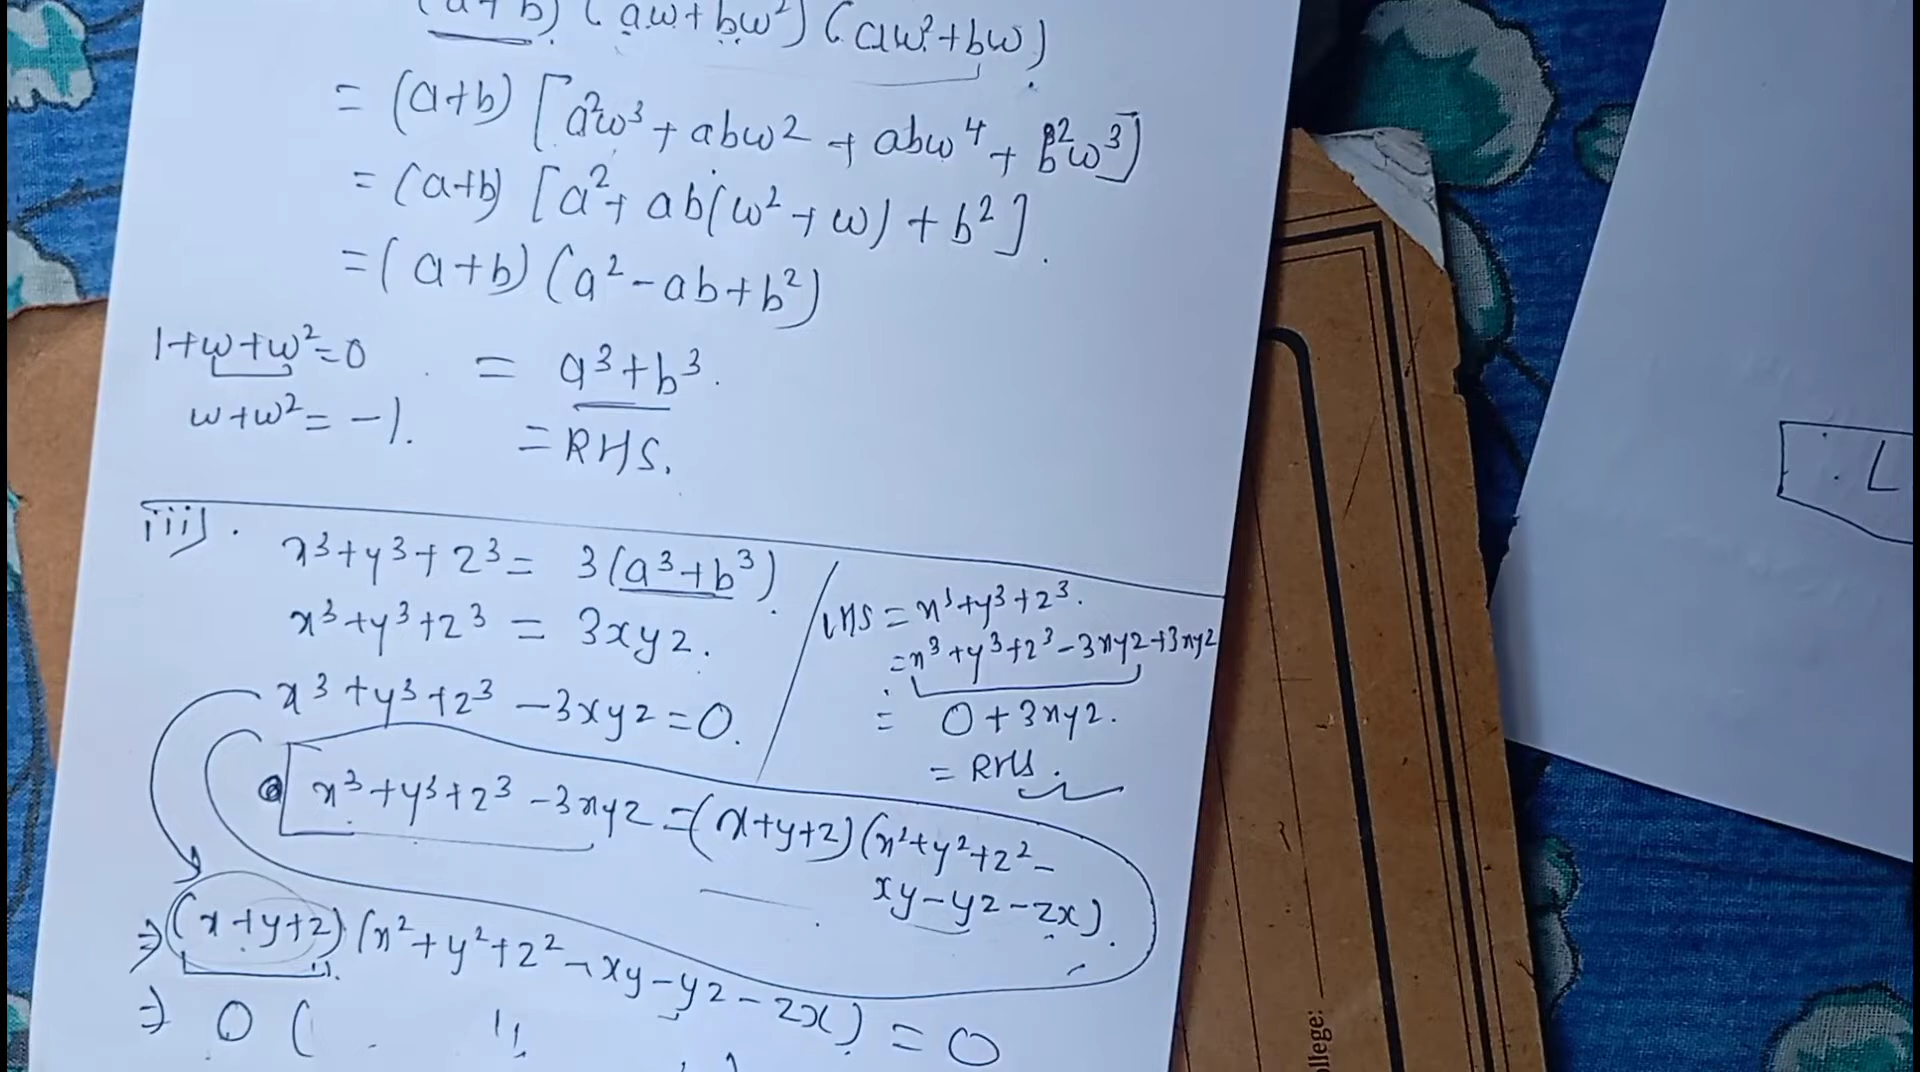 (a+b) (aω+bω²) (aω²+bω)
= (a+b) [a²ω³ + abω² + abω⁴ + b²ω³]
= (a+b) [a² + ab(ω²+ω) + b²]
= (a+b) (a²-ab+b²)
1+ω+ω²=0
= a³+b³.
ω+ω² = -1.
= RHS.
iii).
x³+y³+z³ = 3(a³+b³)
x³+y³+z³ = 3xyz.
x³+y³+z³ -3xyz=0.
LHS = x³+y³+z³.
= x³+y³+z³-3xyz+3xyz
= 0+3xyz.
= RHS.
x³+y³+z³-3xyz = (x+y+z)(x²+y²+z²-
xy-yz-zx).
⇒ (x+y+z)(x²+y²+z²-xy-yz-zx) = 0
⇒ 0 ( " )
ollege:
L